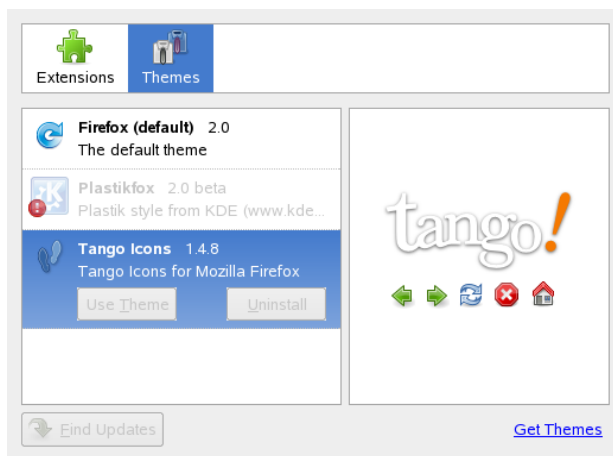 Extensions
Themes
Firefox (default) 2.0
The default theme
Plastikfox 2.0 beta
Plastik style from KDE (www.kde...
Tango Icons 1.4.8
Tango Icons for Mozilla Firefox
Use Theme
Uninstall
tango!
Find Updates
Get Themes